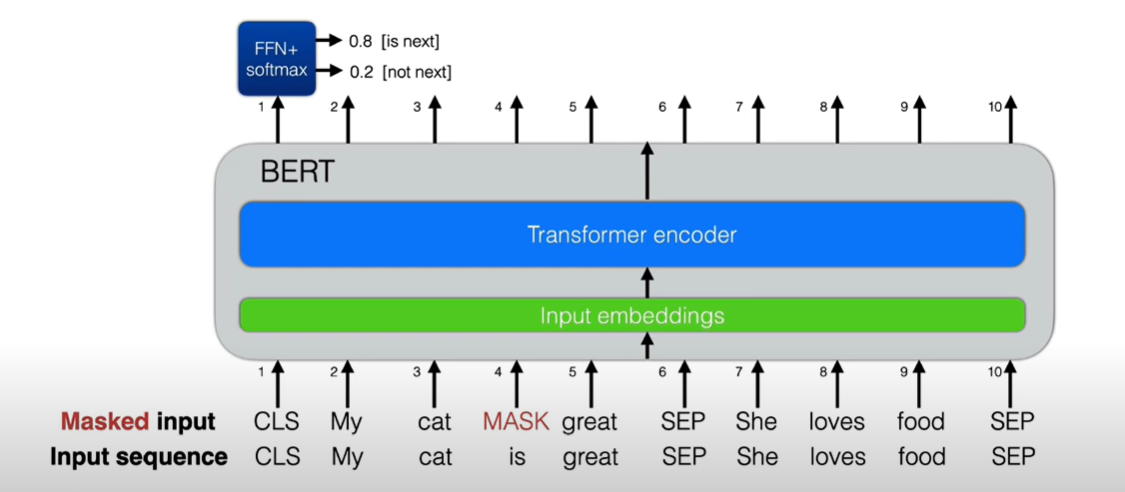 FFN+
softmax
0.8 [is next]
0.2 [not next]
1 2 3 4 5 6 7 8 9 10
BERT
Transformer encoder
Input embeddings
1 2 3 4 5 6 7 8 9 10
Masked input CLS My cat MASK great SEP She loves food SEP
Input sequence CLS My cat is great SEP She loves food SEP